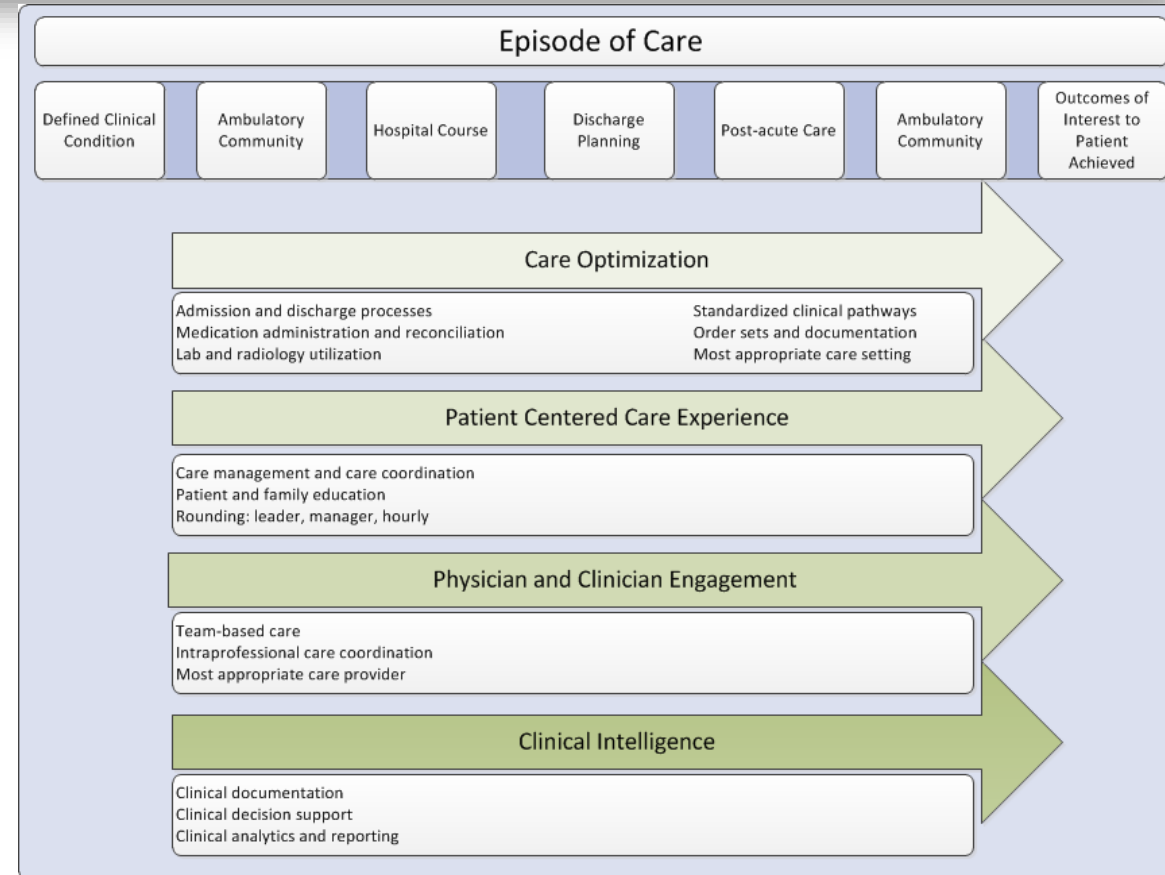 Episode of Care
Defined Clinical
Condition
Ambulatory
Community
Hospital Course
Discharge
Planning
Post-acute Care
Ambulatory
Community
Outcomes of
Interest to
Patient
Achieved
Care Optimization
Admission and discharge processes
Medication administration and reconciliation
Lab and radiology utilization
Standardized clinical pathways
Order sets and documentation
Most appropriate care setting
Patient Centered Care Experience
Care management and care coordination
Patient and family education
Rounding: leader, manager, hourly
Physician and Clinician Engagement
Team-based care
Intraprofessional care coordination
Most appropriate care provider
Clinical Intelligence
Clinical documentation
Clinical decision support
Clinical analytics and reporting